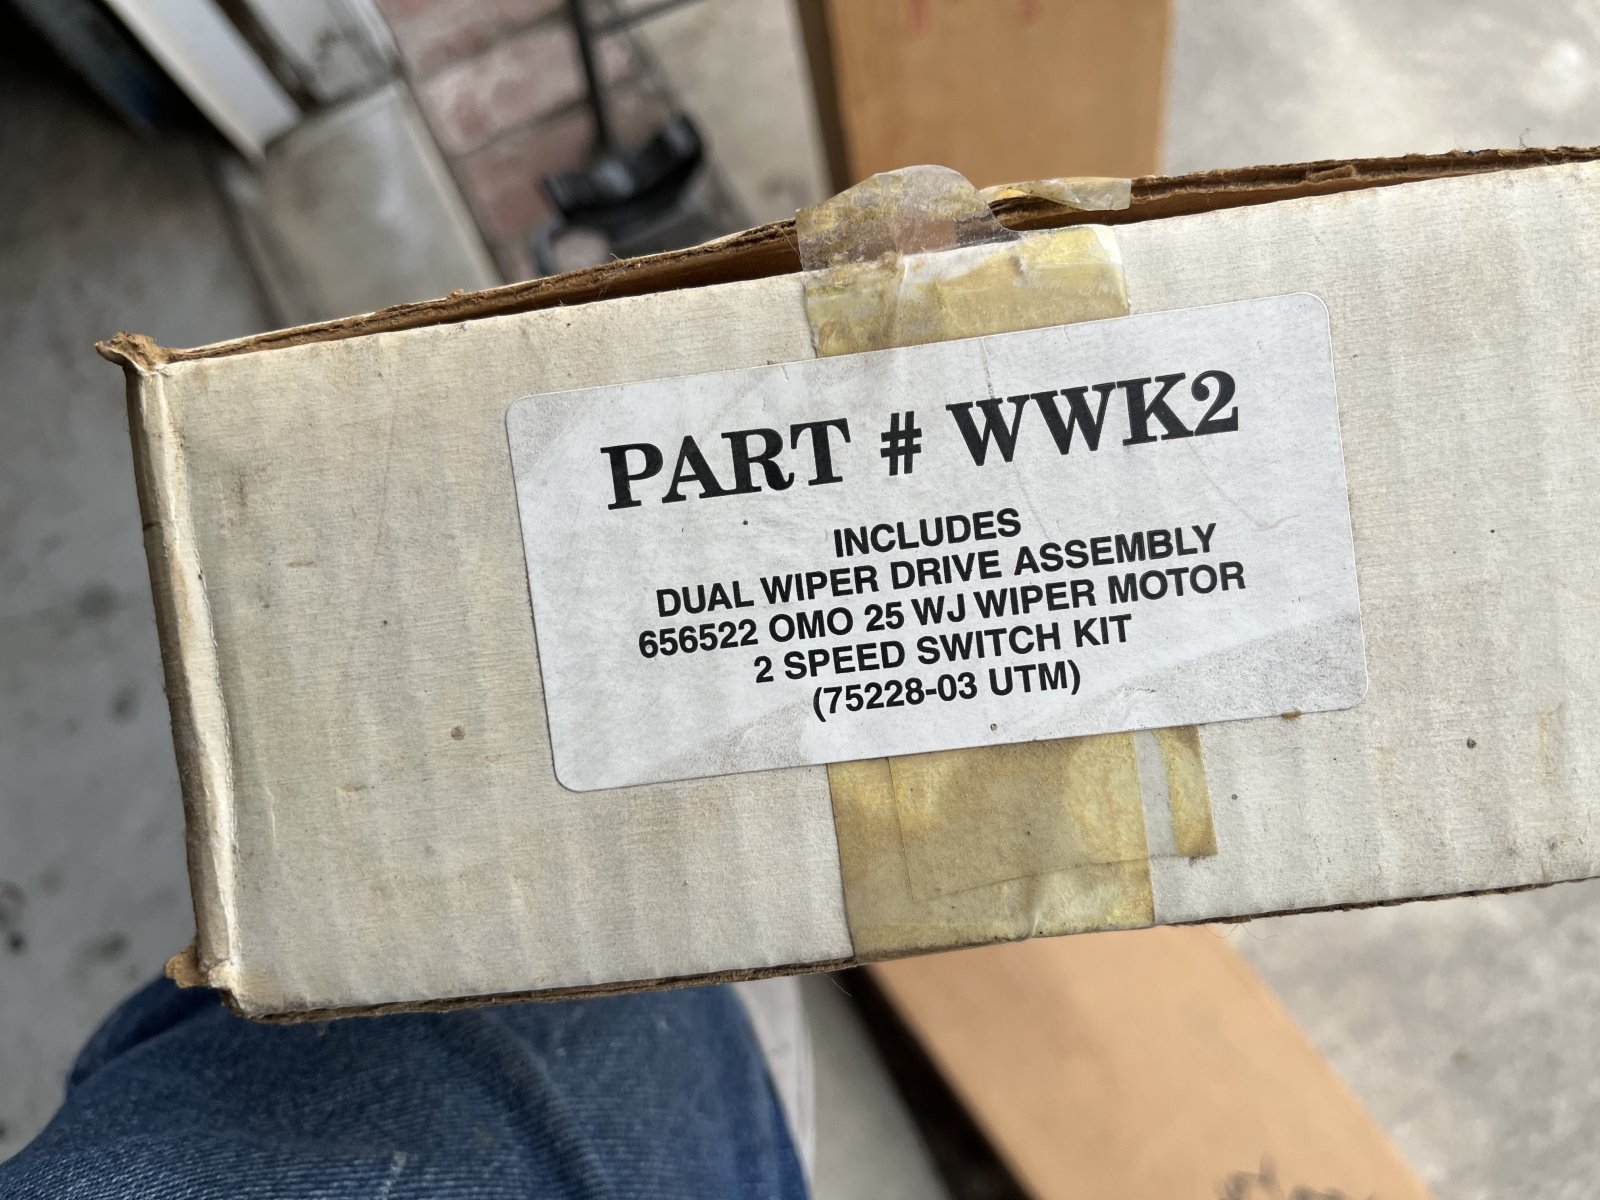 PART # WWK2
INCLUDES
DUAL WIPER DRIVE ASSEMBLY
656522 OMO 25 WJ WIPER MOTOR
2 SPEED SWITCH KIT
(75228-03 UTM)